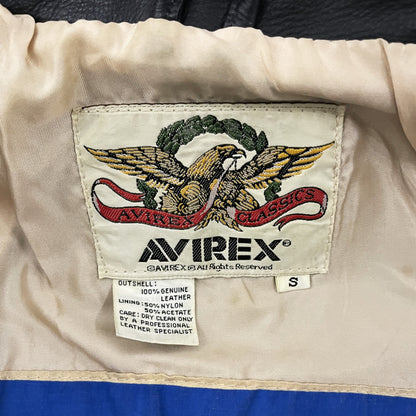 AVIREX CLASSICS
AVIREX®
©AVIREX® All Rights Reserved
S
OUTSHELL:
100% GENUINE
LEATHER
LINING: 50% NYLON
50% ACETATE
CARE: DRY CLEAN ONLY
BY A PROFESSIONAL
LEATHER SPECIALIST